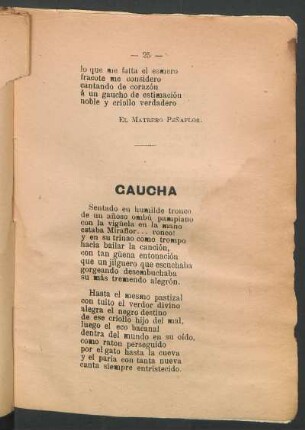 — 25 —
lo que me falta el esmero
fracote me considero
cantando de corazón
á un gaucho de estimación
noble y criollo verdadero
EL MATRERO PEÑAFLOR.
GAUCHA
Sentado en humilde tronco
de un añoso ombú pampiano
con la vigüela en la mano
estaba Miraflor... ronco!
y en su trinao como trompo
hacia bailar la canción,
con tan güena entonación
que un jilguero que escuchaba
gorgeando desembuchaba
su más tremendo alegrón.
Hasta el mesmo pastizal
con tuito el verdor divino
alegra el negro destino
de ese criollo hijo del mal,
luego el eco bacunal
dentra del mundo en su oído,
como raton perseguido
por el gato hasta la cueva
y el paria con tanta nueva
canta siempre entristecido.